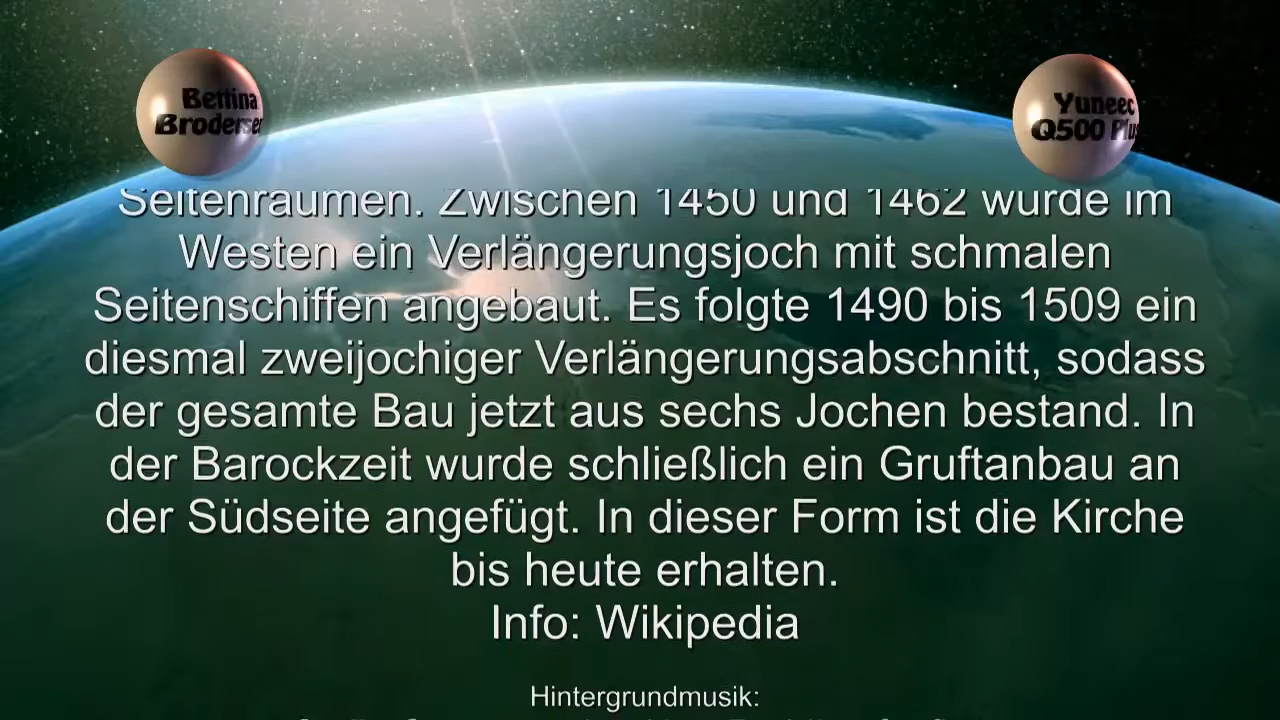 Bettina
Brodersen
Yuneec
Q500 Plus
Seitenräumen. Zwischen 1450 und 1462 wurde im
Westen ein Verlängerungsjoch mit schmalen
Seitenschiffen angebaut. Es folgte 1490 bis 1509 ein
diesmal zweijochiger Verlängerungsabschnitt, sodass
der gesamte Bau jetzt aus sechs Jochen bestand. In
der Barockzeit wurde schließlich ein Gruftanbau an
der Südseite angefügt. In dieser Form ist die Kirche
bis heute erhalten.
Info: Wikipedia
Hintergrundmusik: